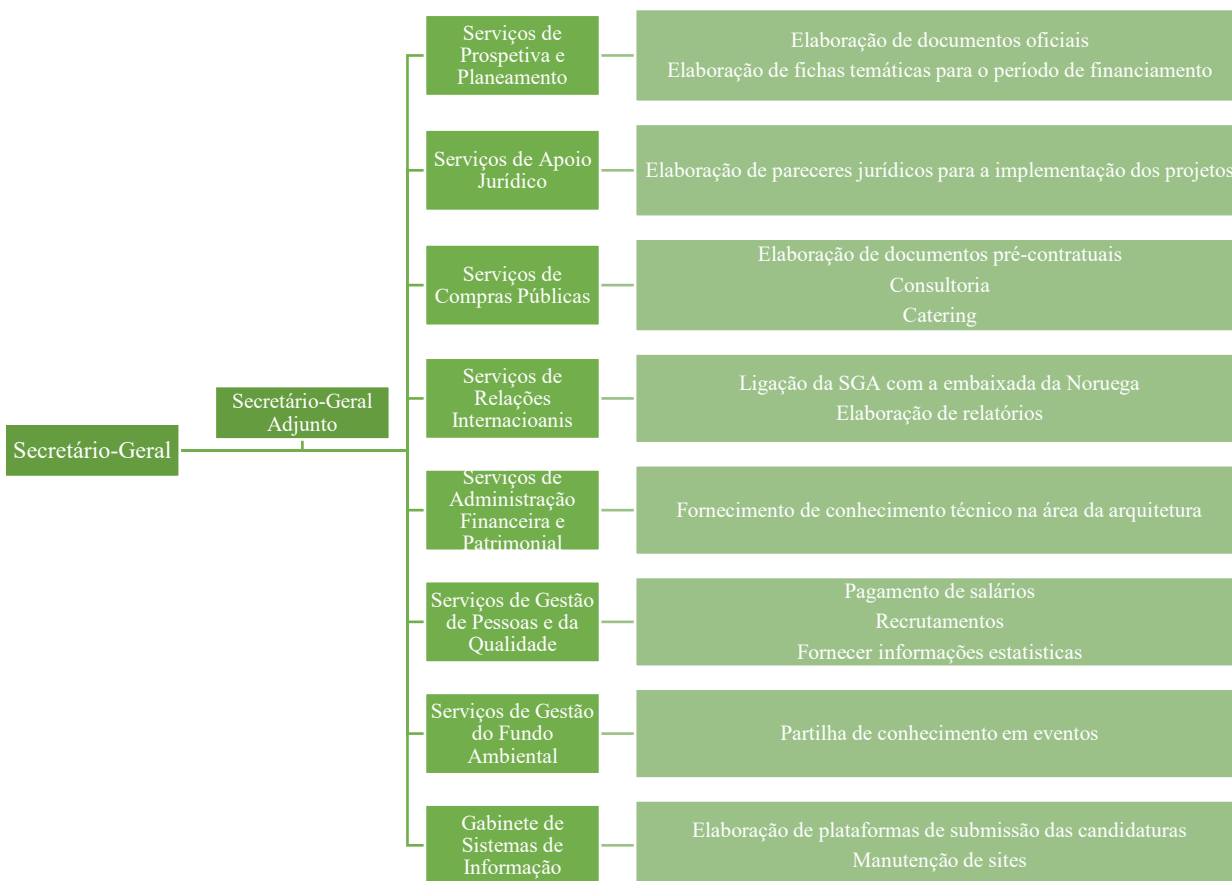 Secretário-Geral
Secretário-Geral
Adjunto
Serviços de
Prospetiva e
Planeamento
Elaboração de documentos oficiais
Elaboração de fichas temáticas para o período de financiamento
Serviços de Apoio
Jurídico
Elaboração de pareceres jurídicos para a implementação dos projetos
Serviços de
Compras Públicas
Elaboração de documentos pré-contratuais
Consultoria
Catering
Serviços de
Relações
Internacioanis
Ligação da SGA com a embaixada da Noruega
Elaboração de relatórios
Serviços de
Administração
Financeira e
Patrimonial
Fornecimento de conhecimento técnico na área da arquitetura
Serviços de Gestão
de Pessoas e da
Qualidade
Pagamento de salários
Recrutamentos
Fornecer informações estatisticas
Serviços de Gestão
do Fundo
Ambiental
Partilha de conhecimento em eventos
Gabinete de
Sistemas de
Informação
Elaboração de plataformas de submissão das candidaturas
Manutenção de sites